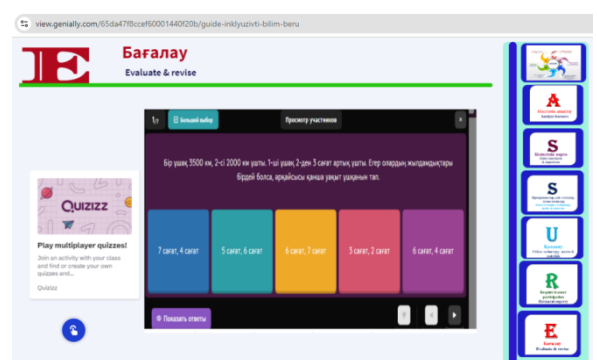 view.genially.com/65da47f8ccef60001440f20b/guide-inklyuzivti-bilim-beru
E
Бағалау
Evaluate & revise
Больший выбор
Просмотр участников
Бір ұшақ 3500 км, 2-сі 2000 км ұшты. 1-ші ұшақ 2-ден 3 сағат артық ұшты. Егер олардың жылдамдықтары
бірдей болса, әрқайсысы қанша уақыт ұшқанын тап.
7 сағат, 4 сағат
5 сағат, 6 сағат
6 сағат, 7 сағат
3 сағат, 2 сағат
6 сағат, 4 сағат
Показать ответы
QUIZIZZ
Play multiplayer quizzes!
Join an activity with your class
and find or create your own
quizzes and...
Quizizz
A
S
S
U
R
E
Бағалау
Evaluate & revise